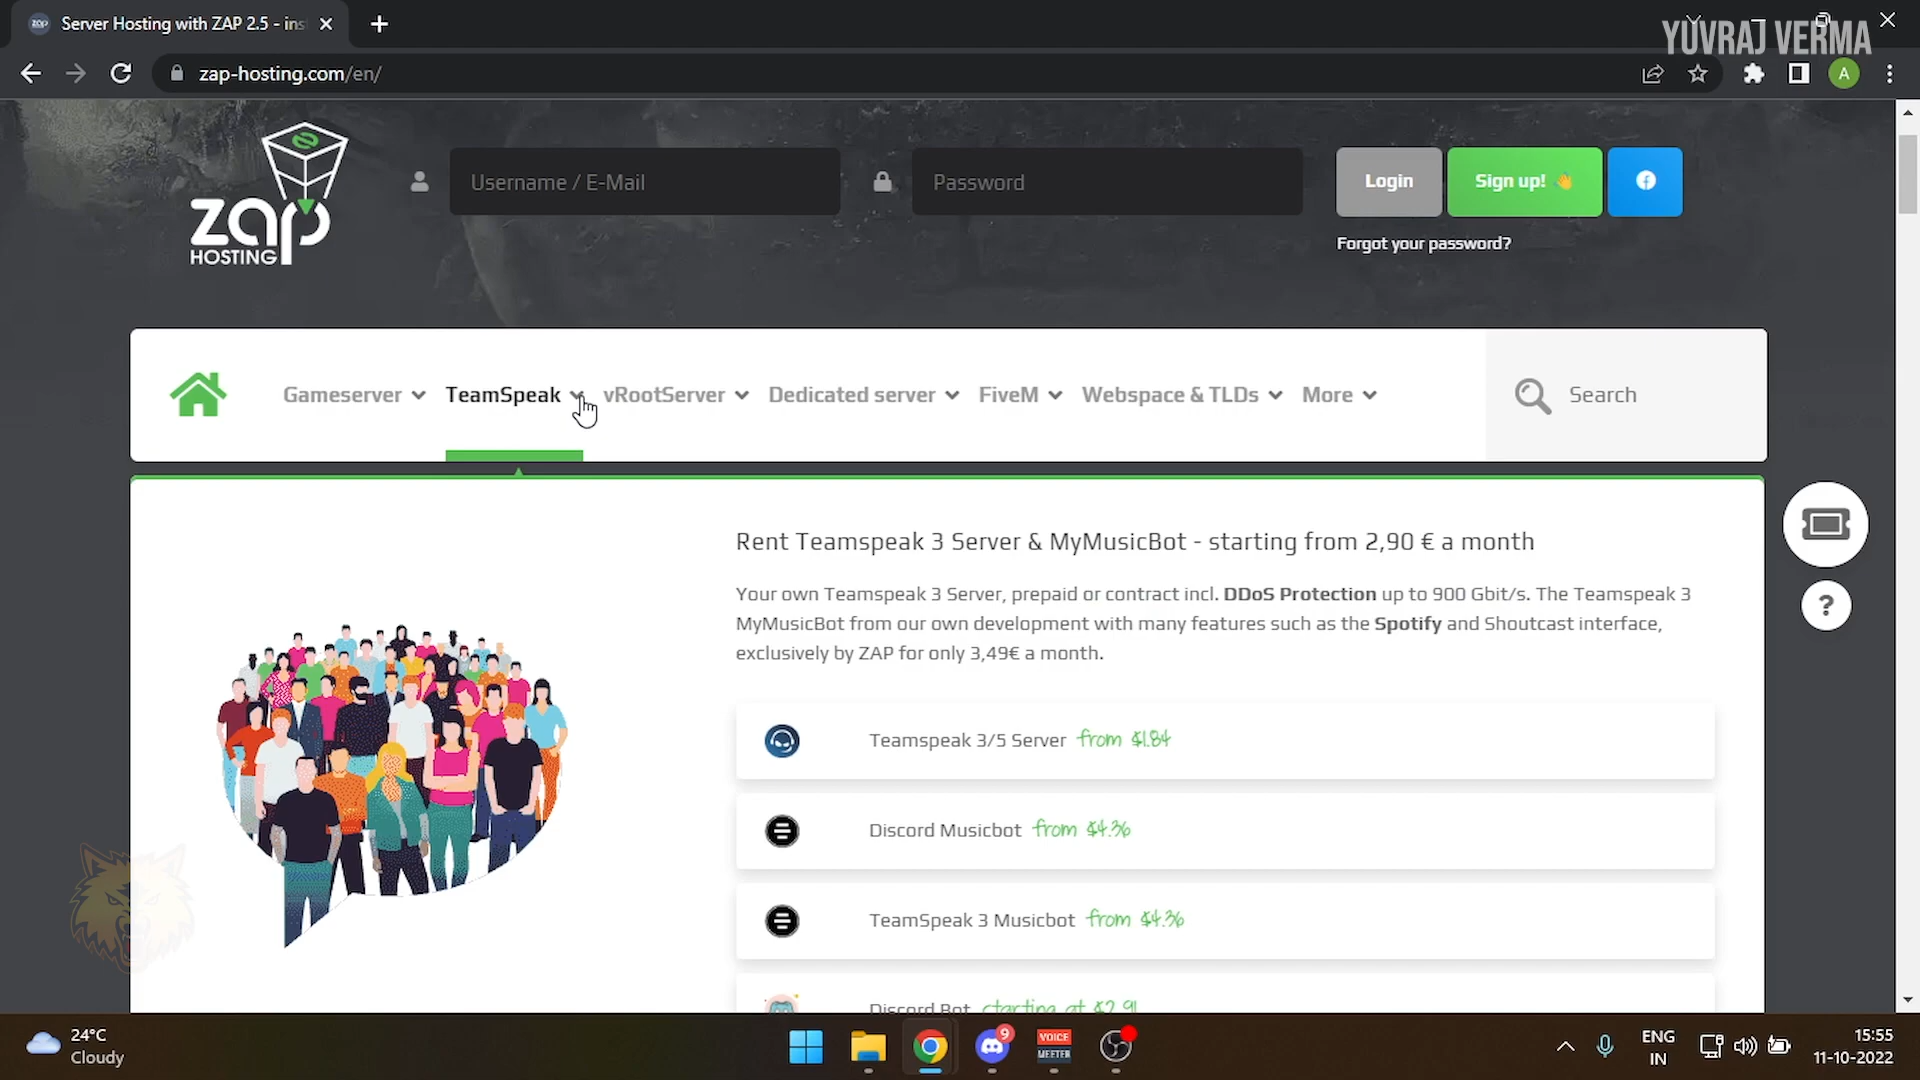 Server Hosting with ZAP 2.5 - ins
YUVRAJ VERMA
zap-hosting.com/en/
A
zap
HOSTING
Username / E-Mail
Password
Login
Sign up! 👋
Forgot your password?
Gameserver
TeamSpeak
vRootServer
Dedicated server
FiveM
Webspace & TLDs
More
Search
Rent Teamspeak 3 Server & MyMusicBot - starting from 2,90 € a month
Your own Teamspeak 3 Server, prepaid or contract incl. DDoS Protection up to 900 Gbit/s. The Teamspeak 3
MyMusicBot from our own development with many features such as the Spotify and Shoutcast interface,
exclusively by ZAP for only 3,49€ a month.
?
Teamspeak 3/5 Server from $1.84
Discord Musicbot from $4.36
TeamSpeak 3 Musicbot from $4.36
Discord Bot starting at $2.91
24°C
Cloudy
9
VOICE
MEETER
ENG
IN
15:55
11-10-2022